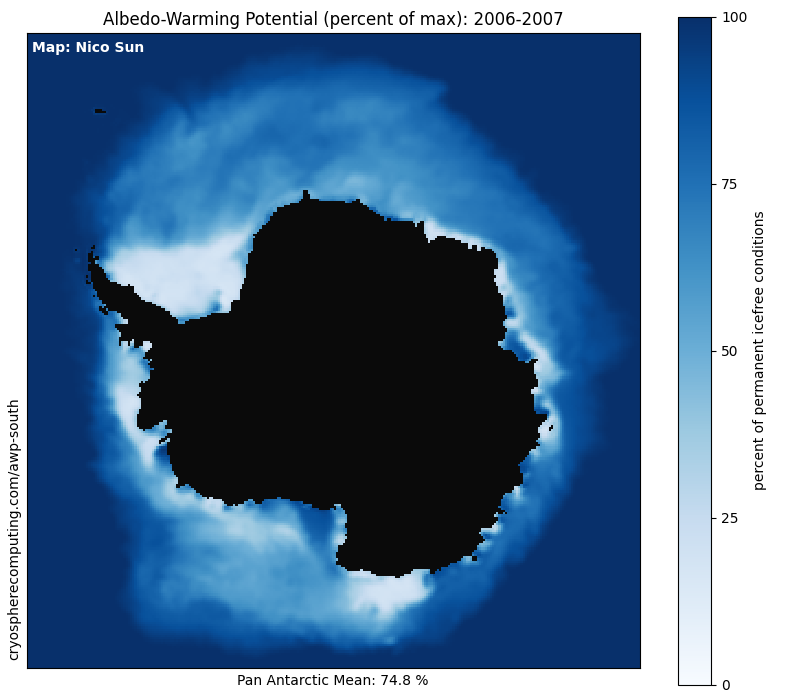 Albedo-Warming Potential (percent of max): 2006-2007
Map: Nico Sun
100
75
50
25
0
percent of permanent icefree conditions
cryospherecomputing.com/awp-south
Pan Antarctic Mean: 74.8 %